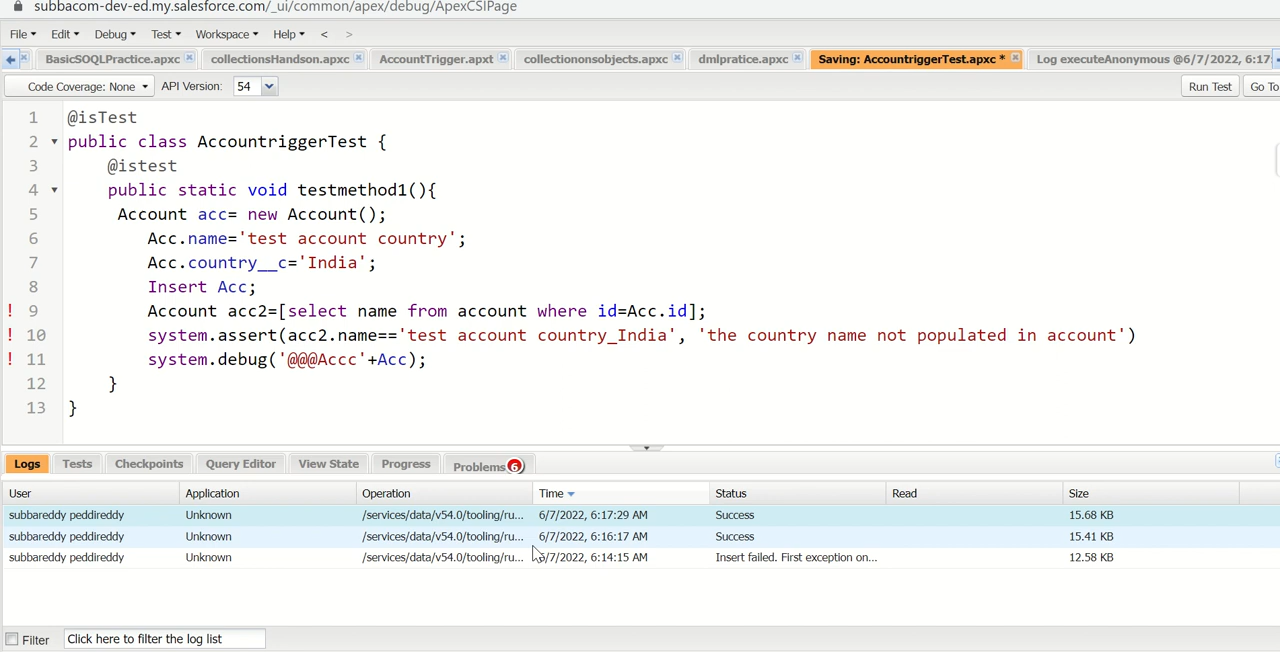 subbacom-dev-ed.my.salesforce.com/_ui/common/apex/debug/ApexCSIPage
File Edit Debug Test Workspace Help < >
BasicSOQLPractice.apxc collectionsHandson.apxc AccountTrigger.apxt collectiononsobjects.apxc dmlpratice.apxc Saving: AccountriggerTest.apxc * Log executeAnonymous @6/7/2022, 6:17:
Code Coverage: None API Version: 54 Run Test Go To
1 @isTest
2 public class AccountriggerTest {
3 @istest
4 public static void testmethod1(){
5 Account acc= new Account();
6 Acc.name='test account country';
7 Acc.country__c='India';
8 Insert Acc;
! 9 Account acc2=[select name from account where id=Acc.id];
! 10 system.assert(acc2.name=='test account country_India', 'the country name not populated in account')
! 11 system.debug('@@@Accc'+Acc);
12 }
13 }
Logs Tests Checkpoints Query Editor View State Progress Problems 6
User Application Operation Time Status Read Size
subbareddy peddireddy Unknown /services/data/v54.0/tooling/ru... 6/7/2022, 6:17:29 AM Success 15.68 KB
subbareddy peddireddy Unknown /services/data/v54.0/tooling/ru... 6/7/2022, 6:16:17 AM Success 15.41 KB
subbareddy peddireddy Unknown /services/data/v54.0/tooling/ru... 6/7/2022, 6:14:15 AM Insert failed. First exception on... 12.58 KB
Filter Click here to filter the log list